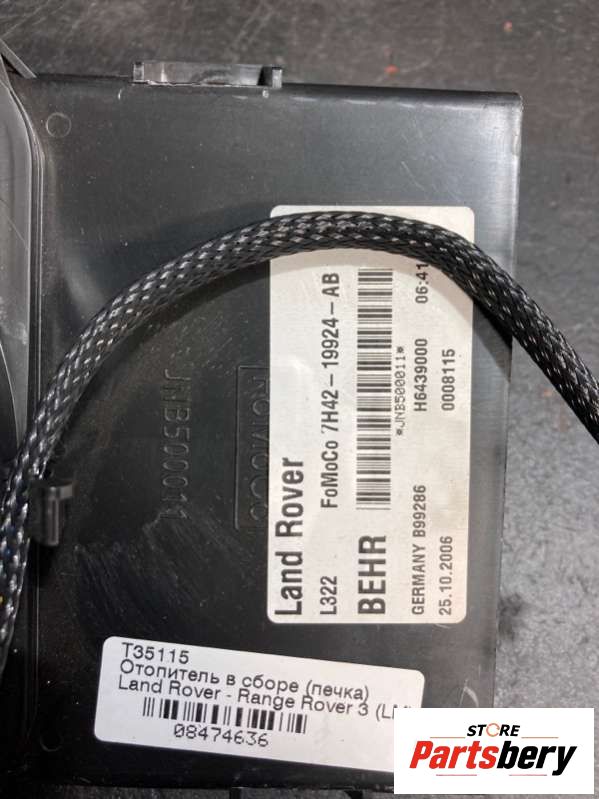 Land Rover
L322 FoMoCo 7H42-19924-AB
BEHR
*JNB500011*
GERMANY B99286 H6439000 06:41
25.10.2006 0008115
JNB500011
T35115
Отопитель в сборе (печка)
Land Rover - Range Rover 3 (LM)
08474636
STORE
Partsbery